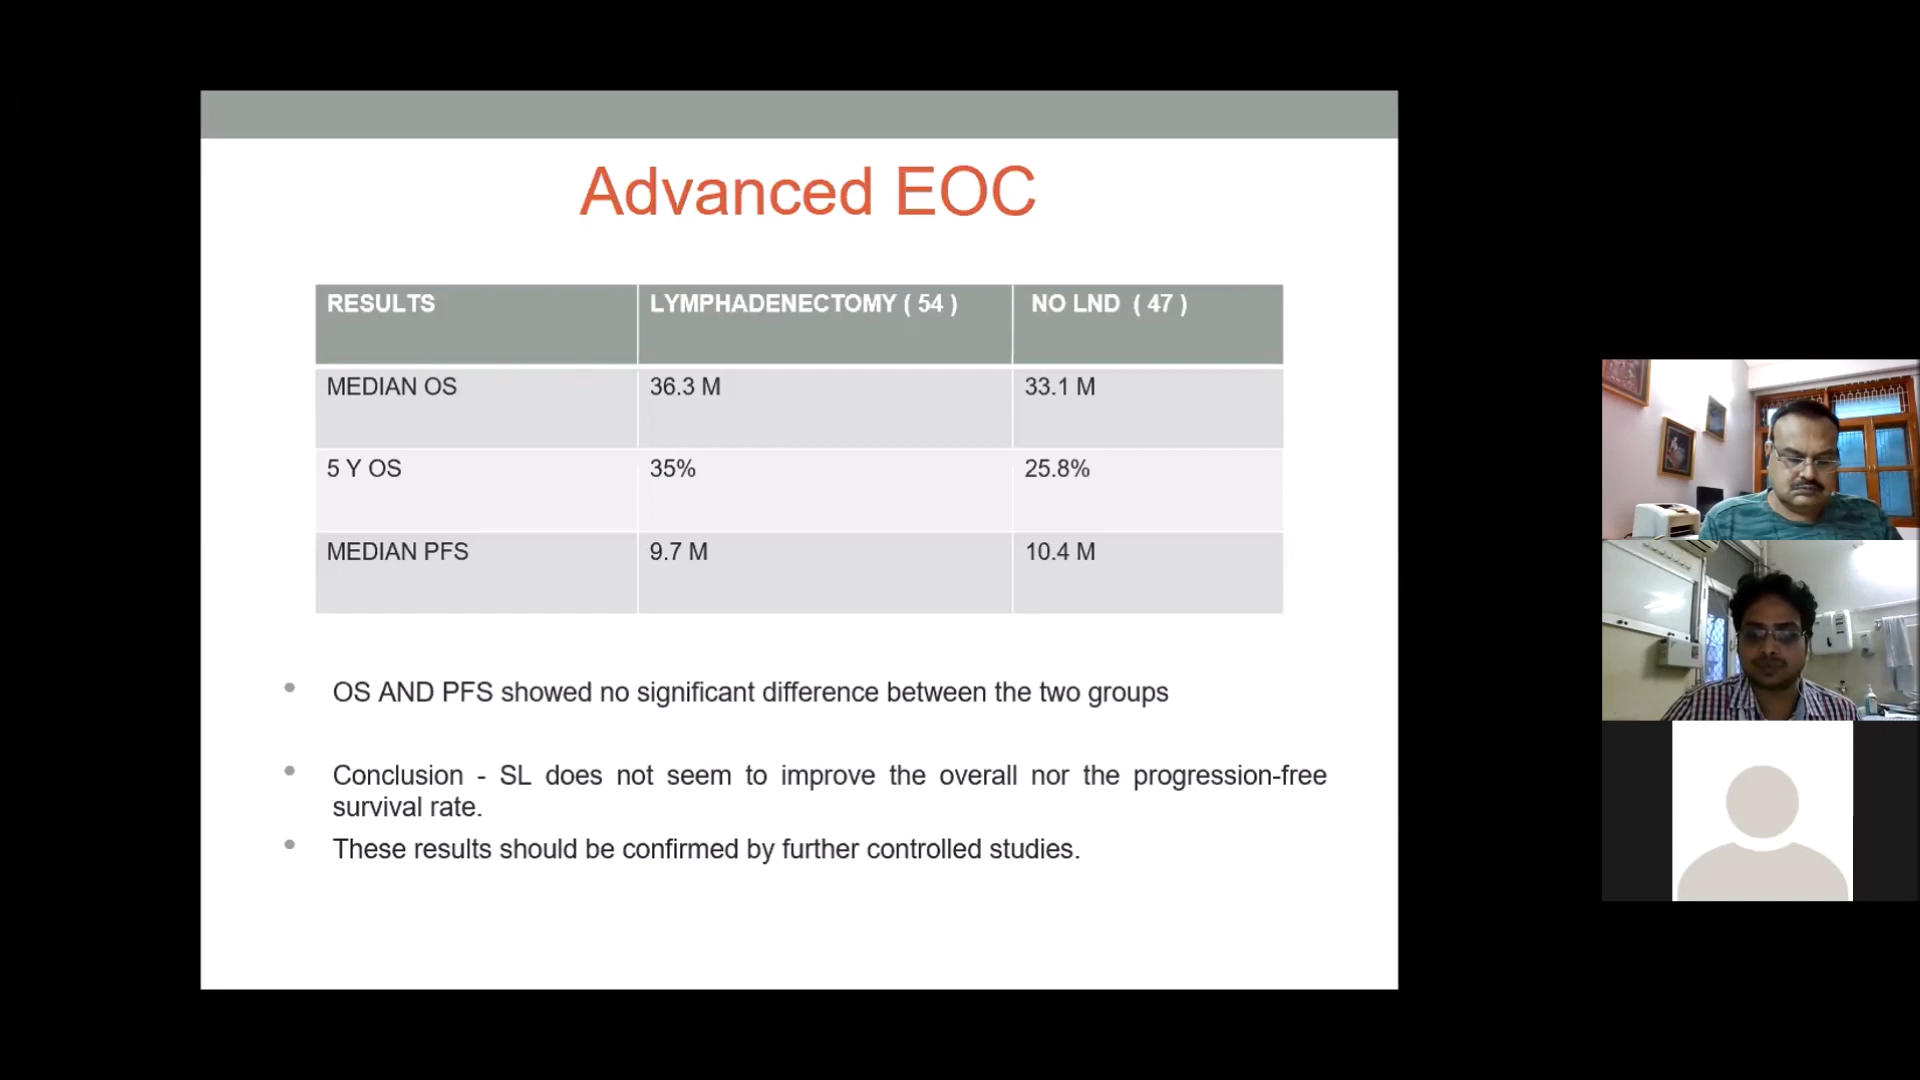 Advanced EOC
RESULTS LYMPHADENECTOMY ( 54 ) NO LND ( 47 )
MEDIAN OS 36.3 M 33.1 M
5 Y OS 35% 25.8%
MEDIAN PFS 9.7 M 10.4 M
• OS AND PFS showed no significant difference between the two groups
• Conclusion - SL does not seem to improve the overall nor the progression-free
survival rate.
• These results should be confirmed by further controlled studies.